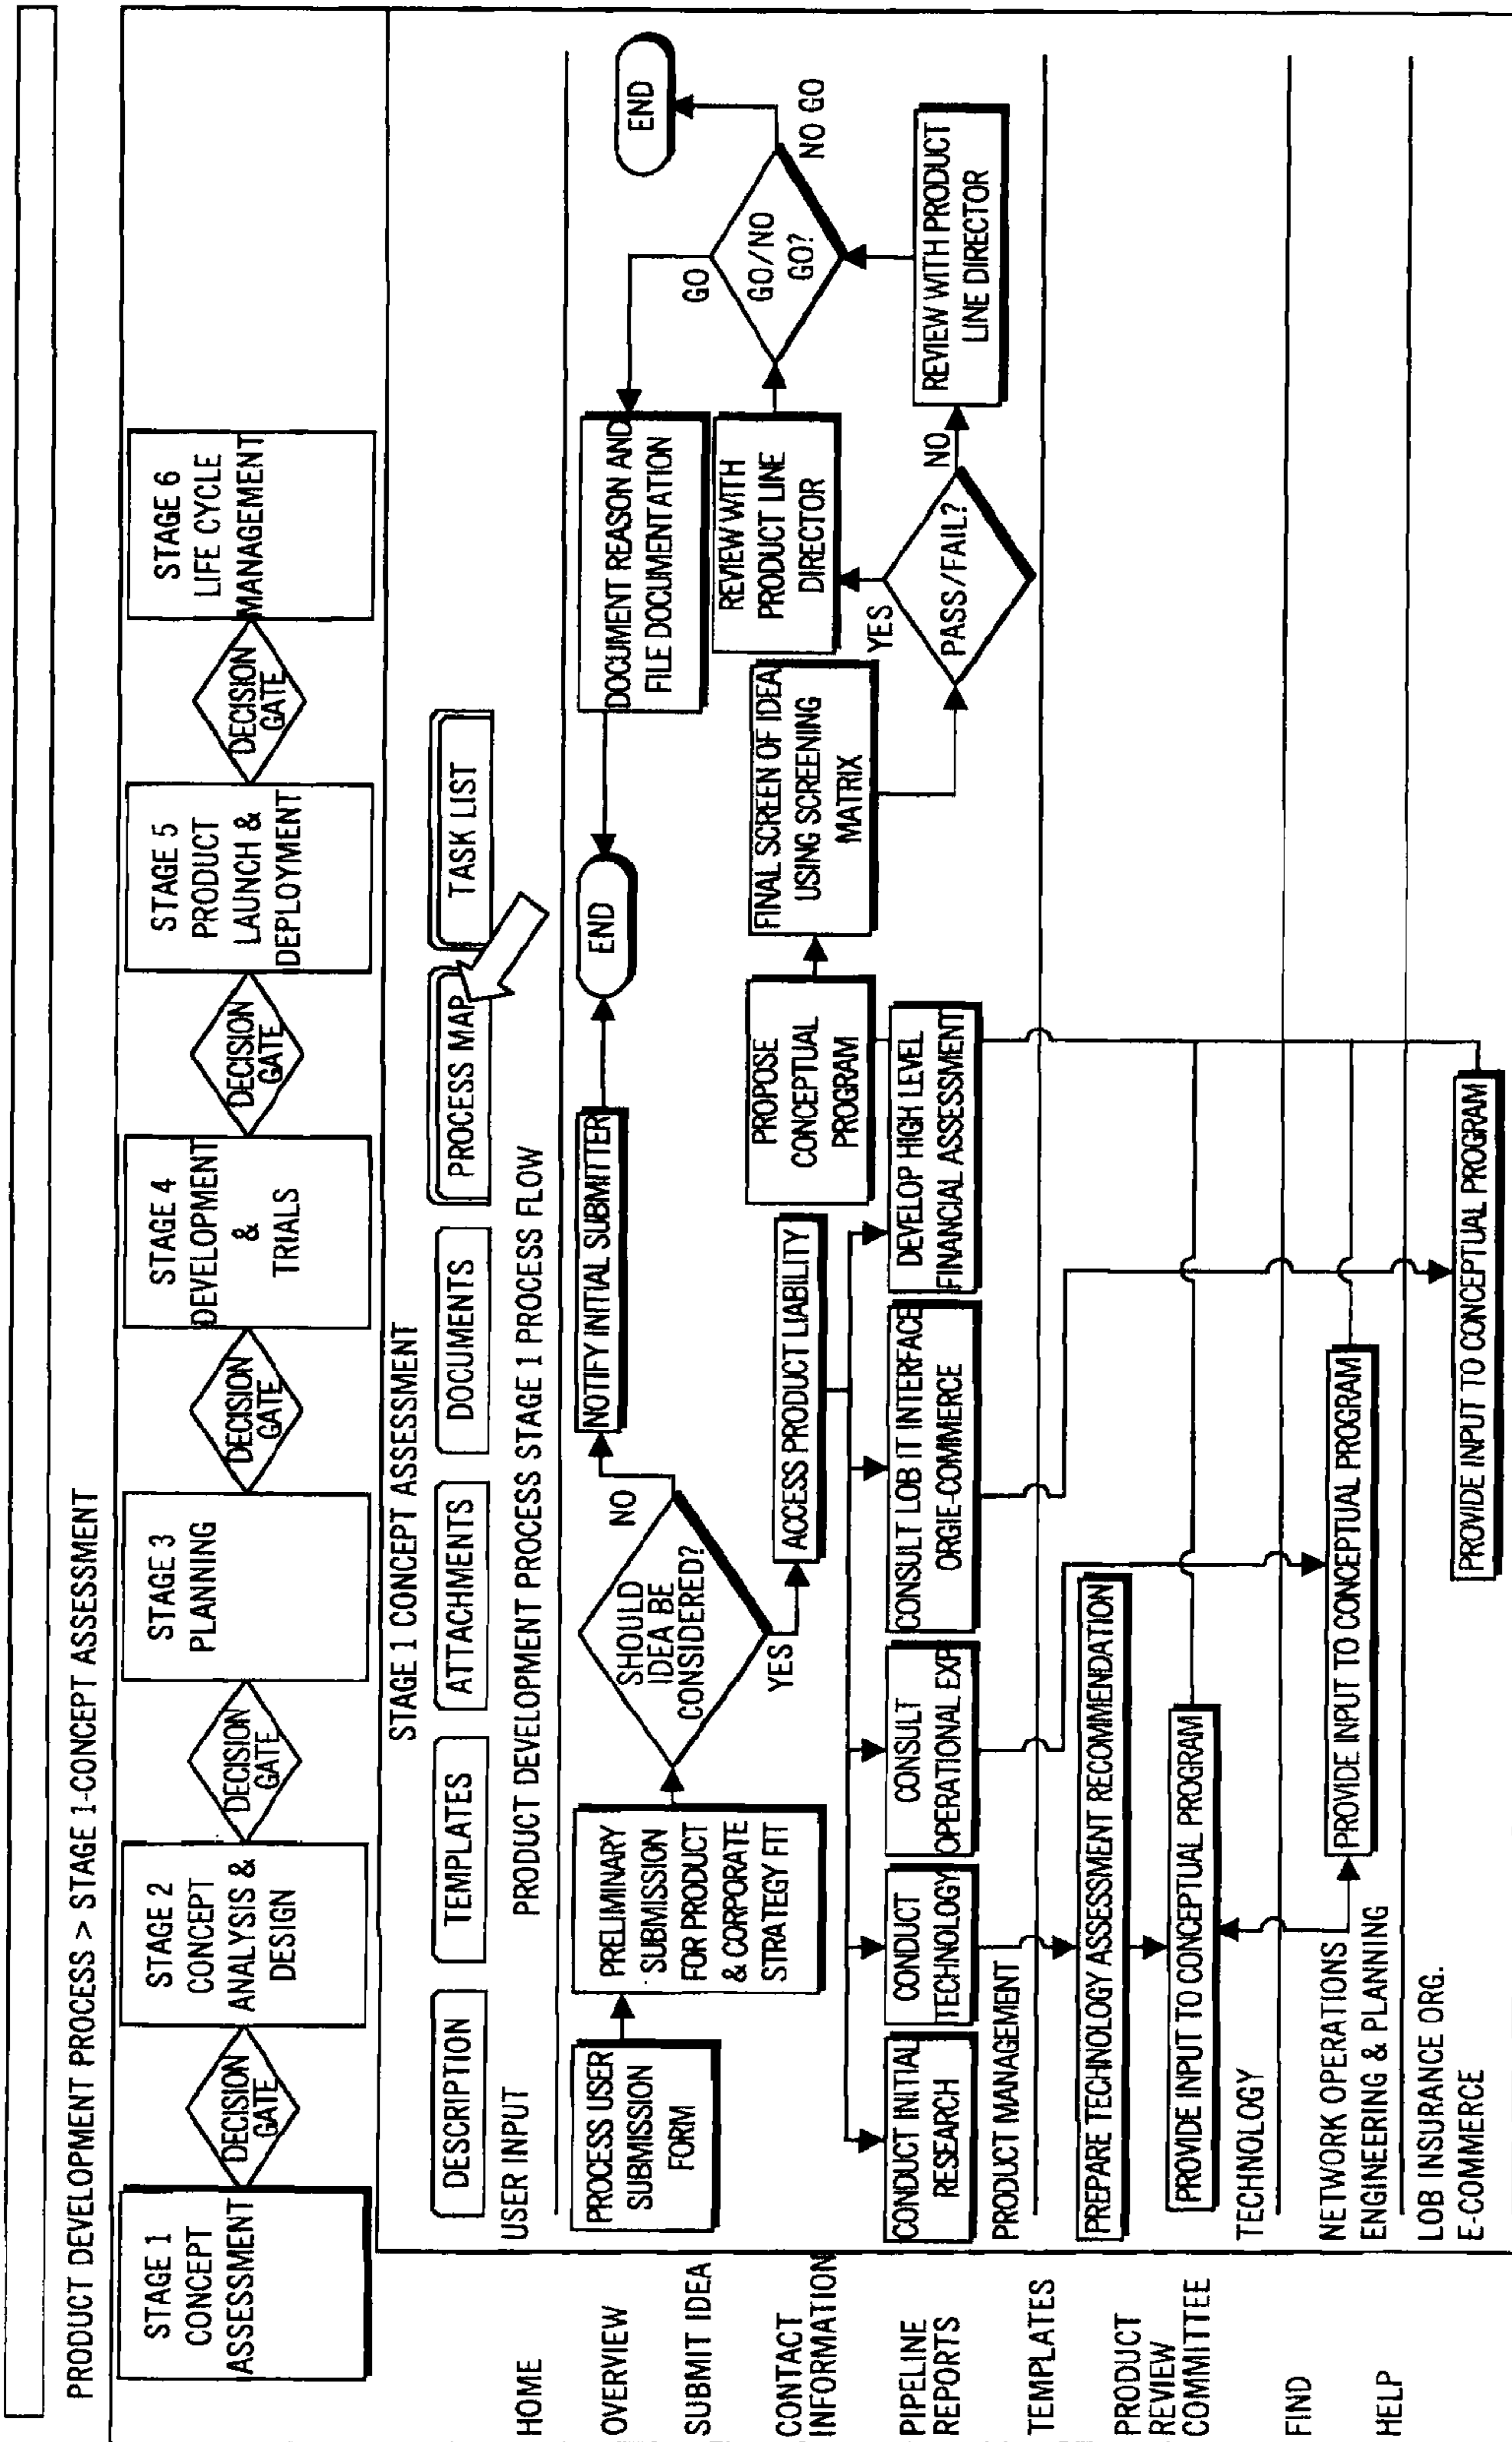 PRODUCT DEVELOPMENT PROCESS > STAGE 1-CONCEPT ASSESSMENT
STAGE 1
CONCEPT
ASSESSMENT
DECISION
GATE
STAGE 2
CONCEPT
ANALYSIS &
DESIGN
DECISION
GATE
STAGE 3
PLANNING
DECISION
GATE
STAGE 4
DEVELOPMENT
&
TRIALS
DECISION
GATE
STAGE 5
PRODUCT
LAUNCH &
DEPLOYMENT
DECISION
GATE
STAGE 6
LIFE CYCLE
MANAGEMENT
HOME
OVERVIEW
SUBMIT IDEA
CONTACT
INFORMATION
PIPELINE
REPORTS
TEMPLATES
PRODUCT
REVIEW
COMMITTEE
FIND
HELP
STAGE 1 CONCEPT ASSESSMENT
DESCRIPTION
TEMPLATES
ATTACHMENTS
DOCUMENTS
PROCESS MAP
TASK LIST
USER INPUT
PRODUCT DEVELOPMENT PROCESS STAGE 1 PROCESS FLOW
PROCESS USER
SUBMISSION
FORM
PRELIMINARY
SUBMISSION
FOR PRODUCT
& CORPORATE
STRATEGY FIT
SHOULD
IDEA BE
CONSIDERED?
NO
YES
NOTIFY INITIAL SUBMITTER
END
DOCUMENT REASON AND
FILE DOCUMENTATION
GO
GO/NO
GO?
NO GO
END
ACCESS PRODUCT LIABILITY
PROPOSE
CONCEPTUAL
PROGRAM
FINAL SCREEN OF IDEA
USING SCREENING
MATRIX
REVIEW WITH
PRODUCT LINE
DIRECTOR
YES
PASS/FAIL?
NO
REVIEW WITH PRODUCT
LINE DIRECTOR
CONDUCT INITIAL
RESEARCH
CONDUCT
TECHNOLOGY
CONSULT
OPERATIONAL EXP
CONSULT LOB IT INTERFACE
ORGIE-COMMERCE
DEVELOP HIGH LEVEL
FINANCIAL ASSESSMENT
PRODUCT MANAGEMENT
PREPARE TECHNOLOGY ASSESSMENT RECOMMENDATION
PROVIDE INPUT TO CONCEPTUAL PROGRAM
TECHNOLOGY
NETWORK OPERATIONS
ENGINEERING & PLANNING
PROVIDE INPUT TO CONCEPTUAL PROGRAM
LOB INSURANCE ORG.
E-COMMERCE
PROVIDE INPUT TO CONCEPTUAL PROGRAM